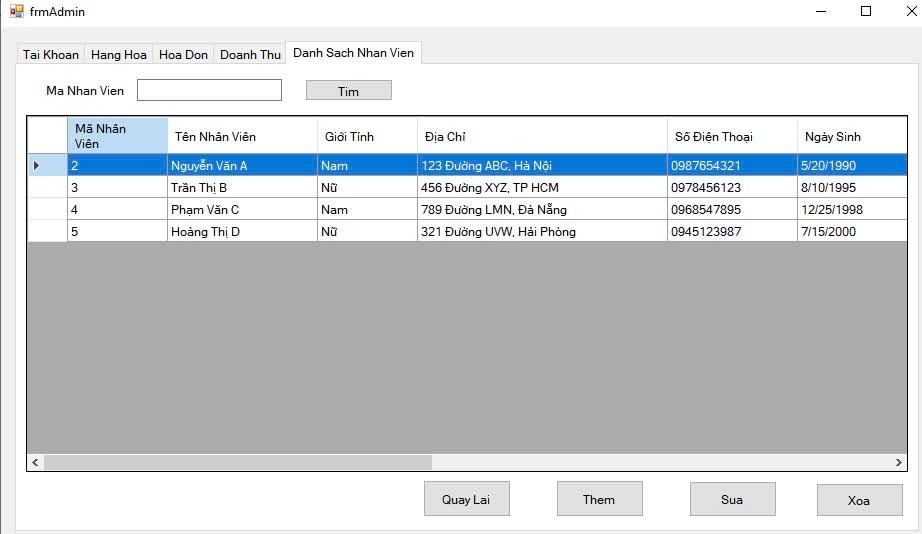 frmAdmin
Tai Khoan Hang Hoa Hoa Don Doanh Thu Danh Sach Nhan Vien
Ma Nhan Vien Tim
Mã Nhân
Viên Tên Nhân Viên Giới Tính Địa Chỉ Số Điện Thoại Ngày Sinh
2 Nguyễn Văn A Nam 123 Đường ABC, Hà Nội 0987654321 5/20/1990
3 Trần Thị B Nữ 456 Đường XYZ, TP HCM 0978456123 8/10/1995
4 Phạm Văn C Nam 789 Đường LMN, Đà Nẵng 0968547895 12/25/1998
5 Hoàng Thị D Nữ 321 Đường UVW, Hải Phòng 0945123987 7/15/2000
Quay Lai Them Sua Xoa